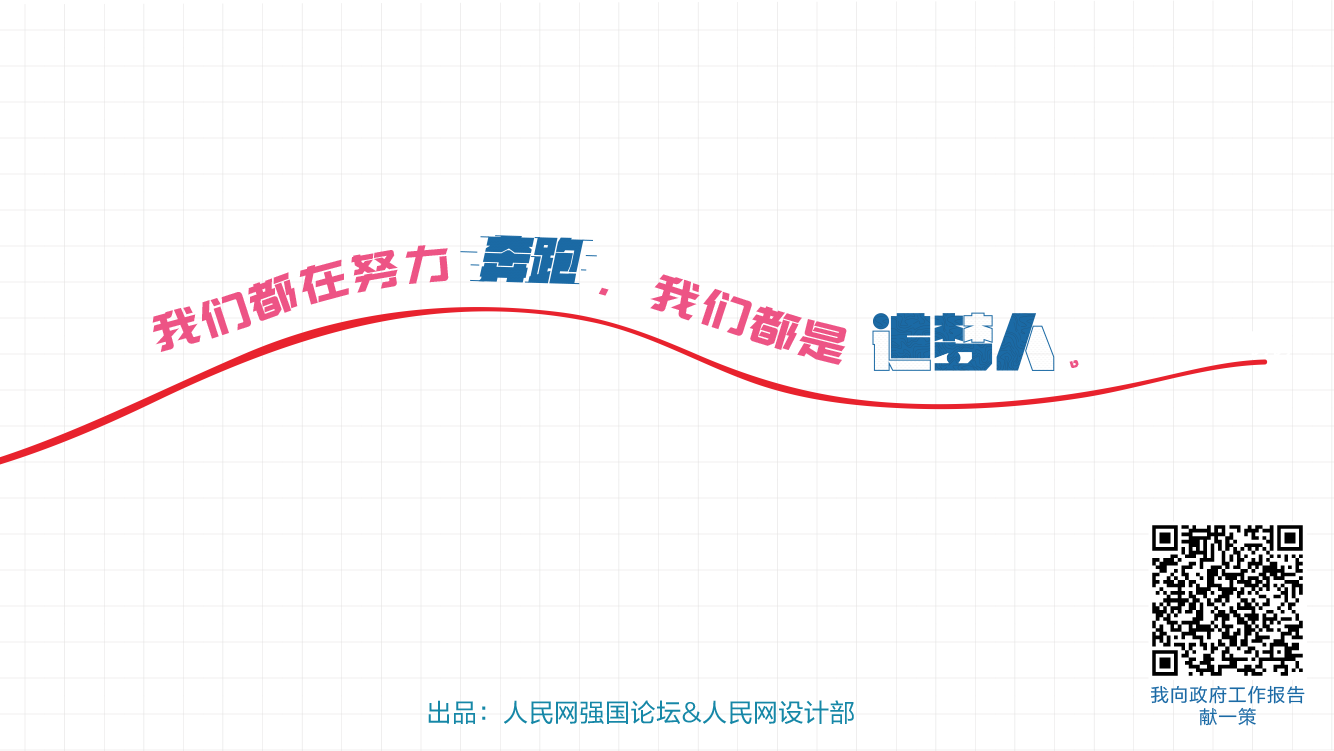 我们都在努力奔跑，我们都是追梦人。
我向政府工作报告
献一策
出品：人民网强国论坛&人民网设计部